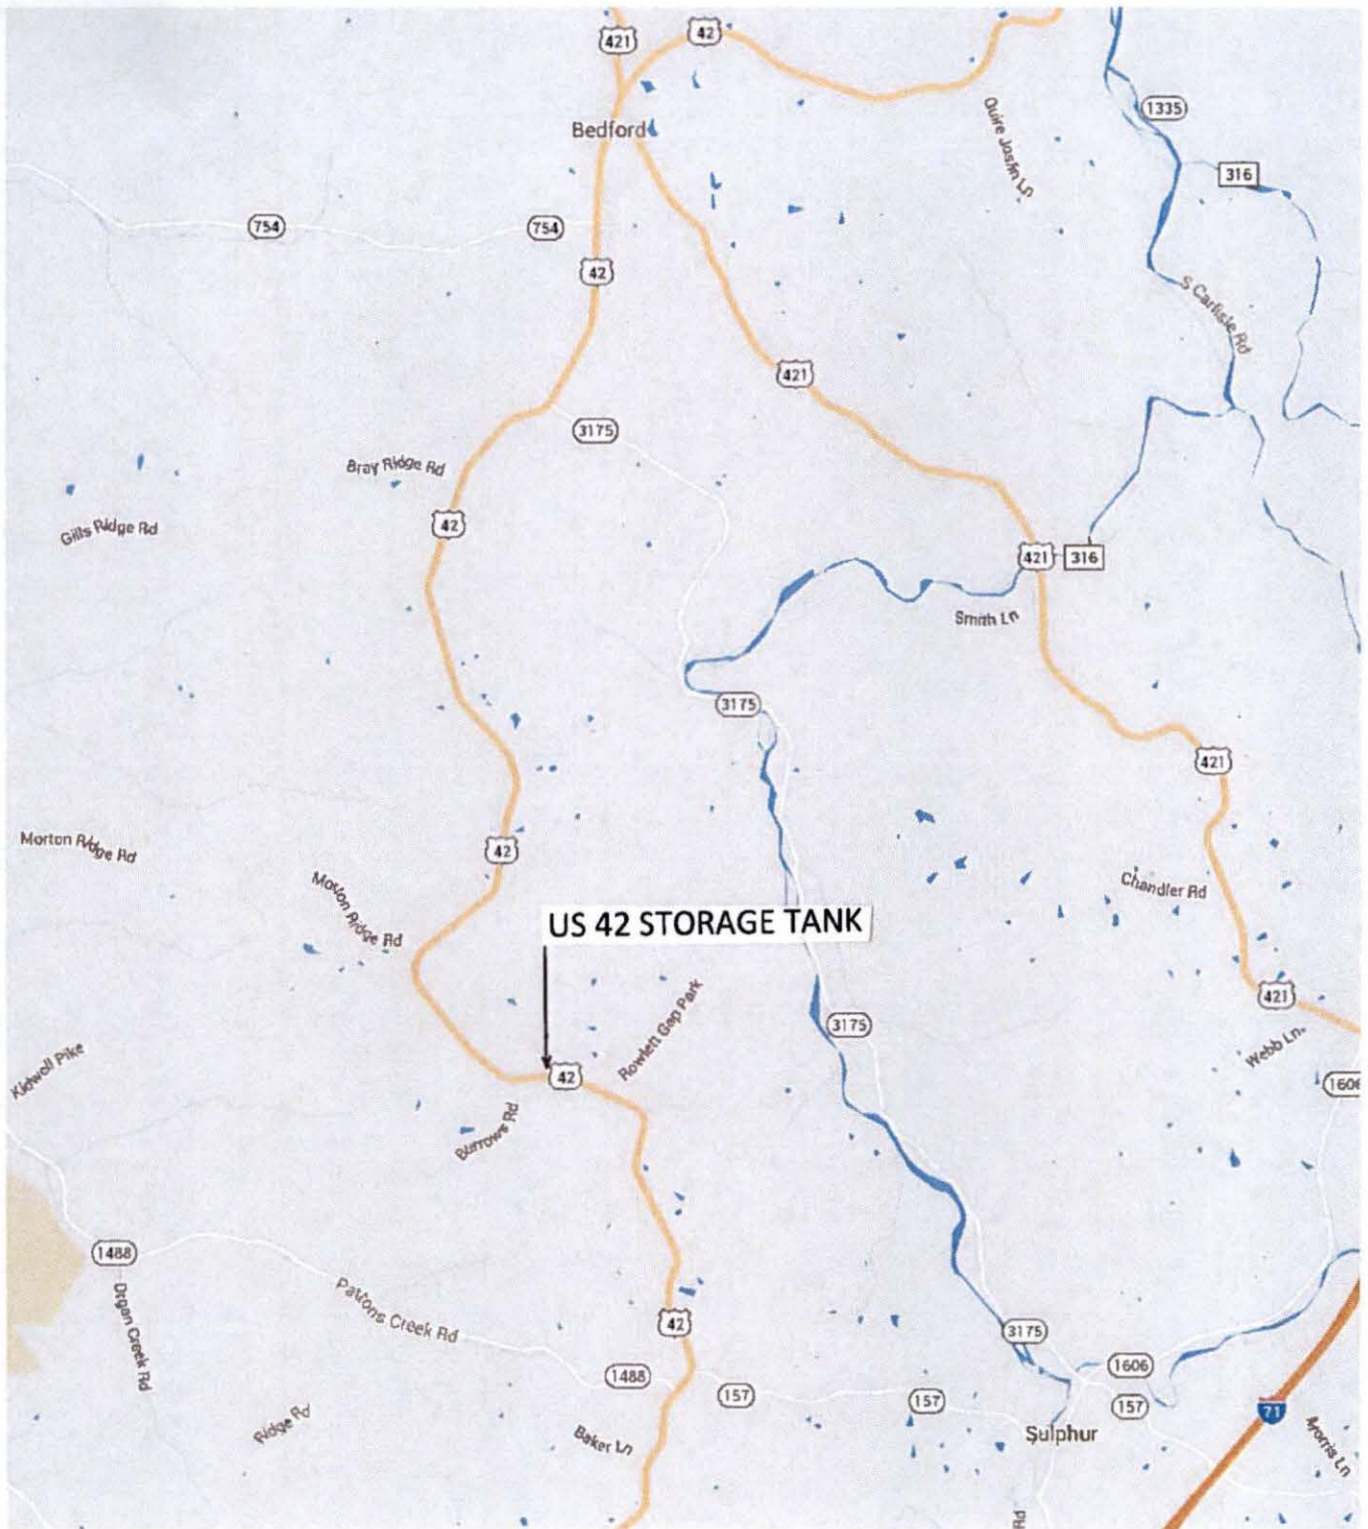 421
42
Bedford
1335
316
Quire Joslin Ln
754
754
42
S Carlisle Rd
421
3175
Bray Ridge Rd
42
Gills Ridge Rd
421
316
Smith Ln
3175
421
42
Morton Ridge Rd
Morton Ridge Rd
Chandler Rd
US 42 STORAGE TANK
421
3175
Rowlett Gap Park
Webb Ln
Kidwell Pike
42
1606
Burrows Rd
1488
Pattons Creek Rd
Organ Creek Rd
42
3175
1488
157
157
1606
157
71
Ridge Rd
Baker Ln
Sulphur
Morris Ln
Rd